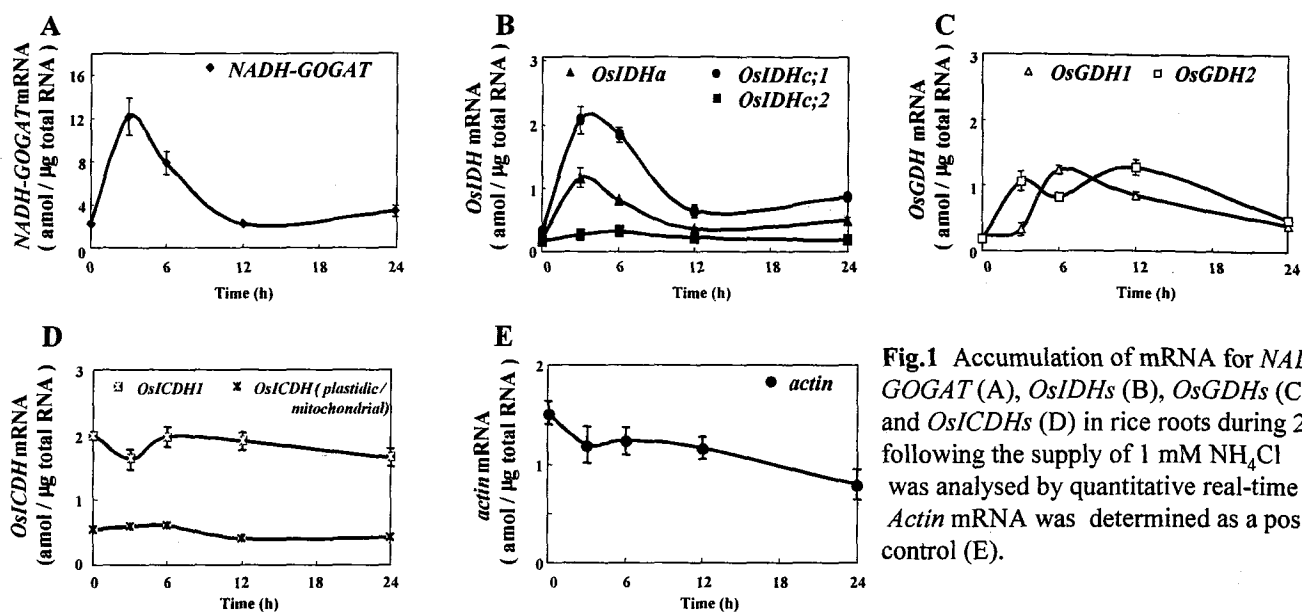 A
NADH-GOGAT mRNA
( amol / µg total RNA )
16
12
8
4
0
NADH-GOGAT
0 6 12 18 24
Time (h)
B
OsIDH mRNA
( amol / µg total RNA )
3
2
1
0
OsIDHa OsIDHc;1
OsIDHc;2
0 6 12 18 24
Time (h)
C
OsGDH mRNA
( amol / µg total RNA )
3
2
1
0
OsGDH1 OsGDH2
0 6 12 18 24
Time (h)
D
OsICDH mRNA
(amol / µg total RNA )
3
2
1
0
OsICDH1 OsICDH ( plastidic/
mitochondrial)
0 6 12 18 24
Time (h)
E
actin mRNA
( amol / µg total RNA )
2
1
0
actin
0 6 12 18 24
Time (h)
Fig.1 Accumulation of mRNA for
GOGAT (A), OsIDHs (B), OsGDHs (C
and OsICDHs (D) in rice roots during 2
following the supply of 1 mM NH₄Cl
was analysed by quantitative real-time
Actin mRNA was determined as a pos
control (E).